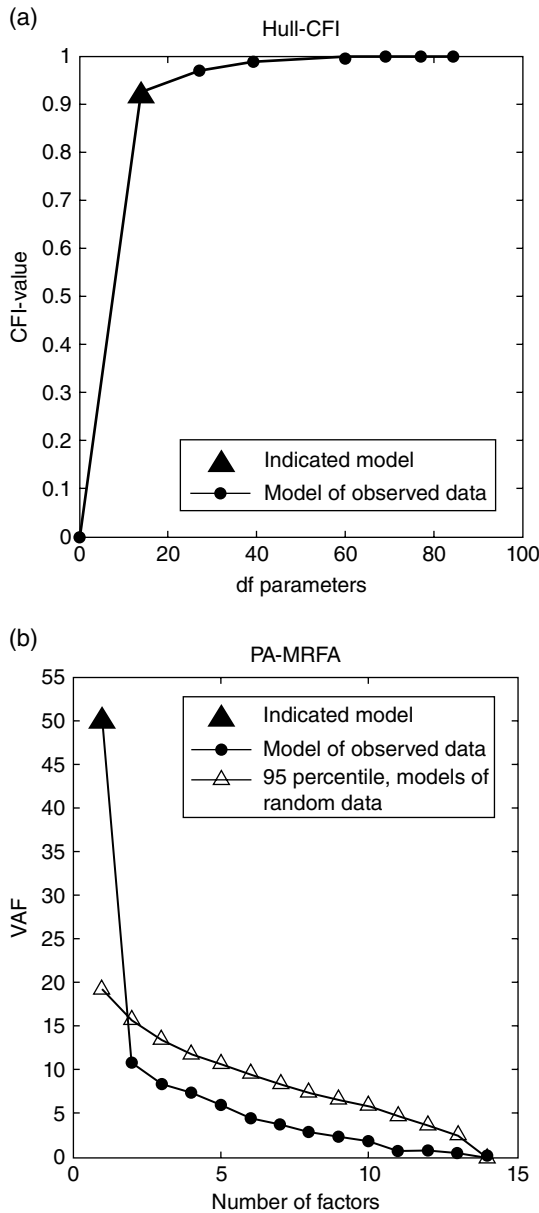 (a)
Hull-CFI
1
0.9
0.8
0.7
0.6
0.5
0.4
0.3
0.2
0.1
0
CFI-value
Indicated model
Model of observed data
0 20 40 60 80 100
df parameters
(b)
PA-MRFA
55
50
45
40
35
30
25
20
15
10
5
0
VAF
Indicated model
Model of observed data
95 percentile, models of
random data
0 5 10 15
Number of factors